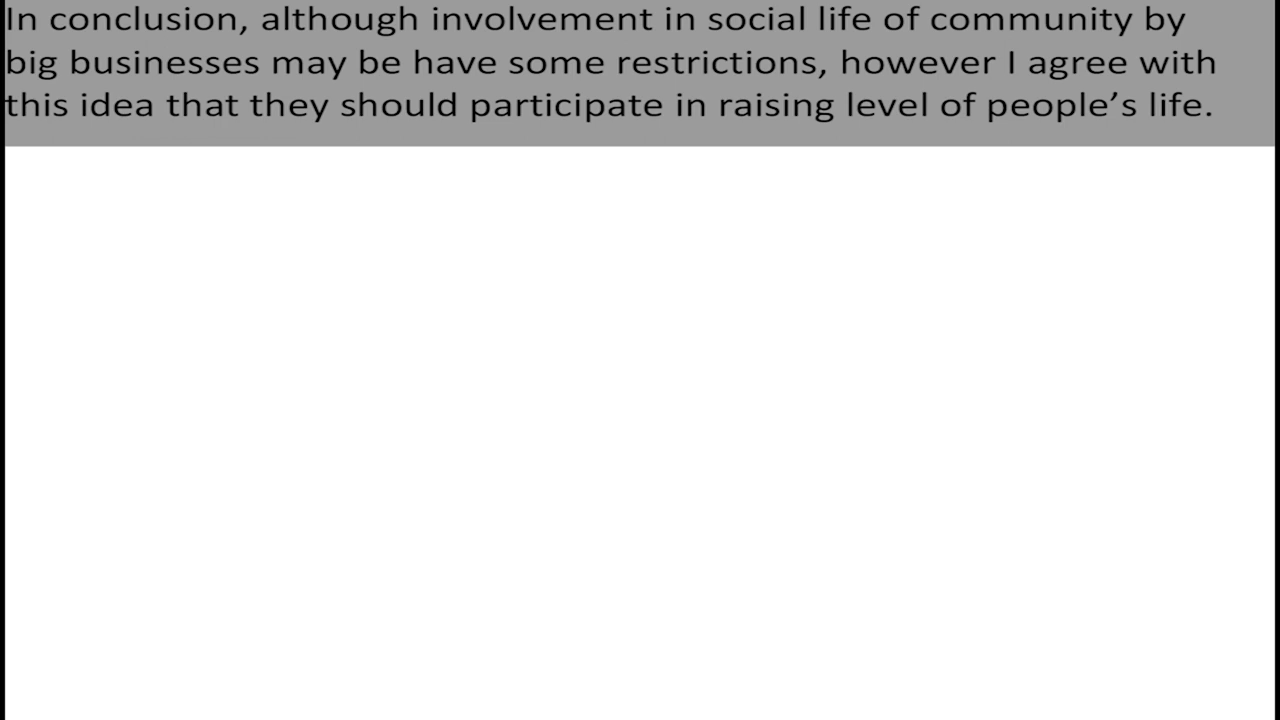 In conclusion, although involvement in social life of community by
big businesses may be have some restrictions, however I agree with
this idea that they should participate in raising level of people’s life.